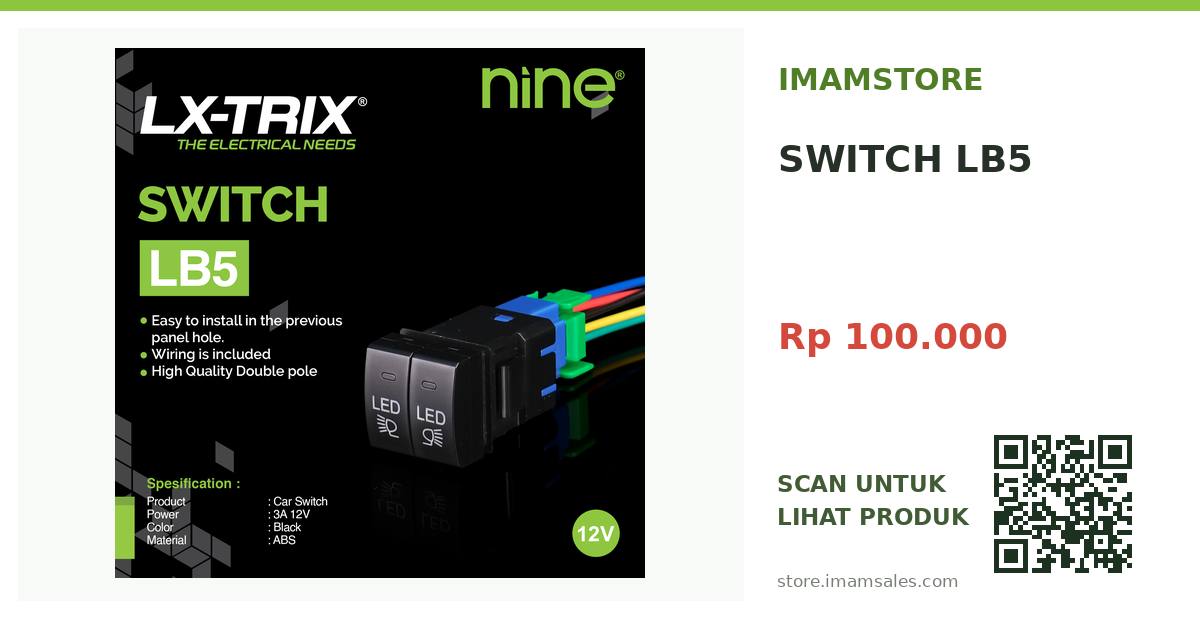 nine®
LX-TRIX®
THE ELECTRICAL NEEDS
SWITCH
LB5
Easy to install in the previous
panel hole.
Wiring is included
High Quality Double pole
LED
LED
Spesification :
Product : Car Switch
Power : 3A 12V
Color : Black
Material : ABS
12V
IMAMSTORE
SWITCH LB5
Rp 100.000
SCAN UNTUK
LIHAT PRODUK
store.imamsales.com